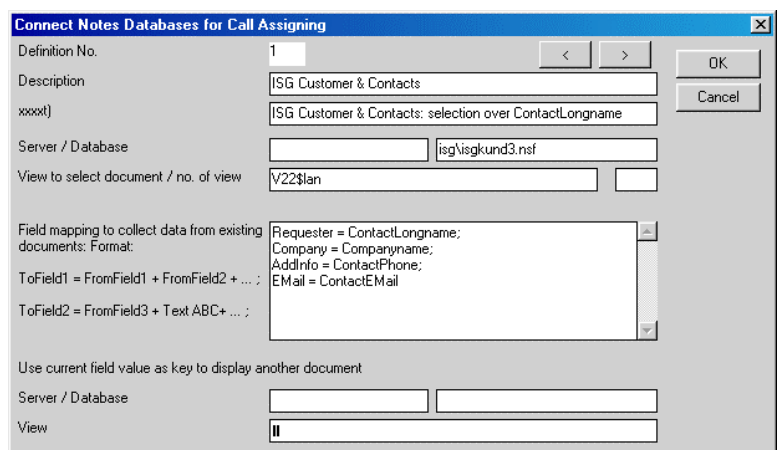 Connect Notes Databases for Call Assigning
Definition No. 1 < > OK
Description ISG Customer & Contacts Cancel
xxxxt) ISG Customer & Contacts: selection over ContactLongname
Server / Database isg\isgkund3.nsf
View to select document / no. of view V22$lan
Field mapping to collect data from existing documents: Format:
ToField1 = FromField1 + FromField2 + ... ;
ToField2 = FromField3 + Text ABC+ ... ;
Requester = ContactLongname;
Company = Companyname;
AddInfo = ContactPhone;
EMail = ContactEMail
Use current field value as key to display another document
Server / Database
View